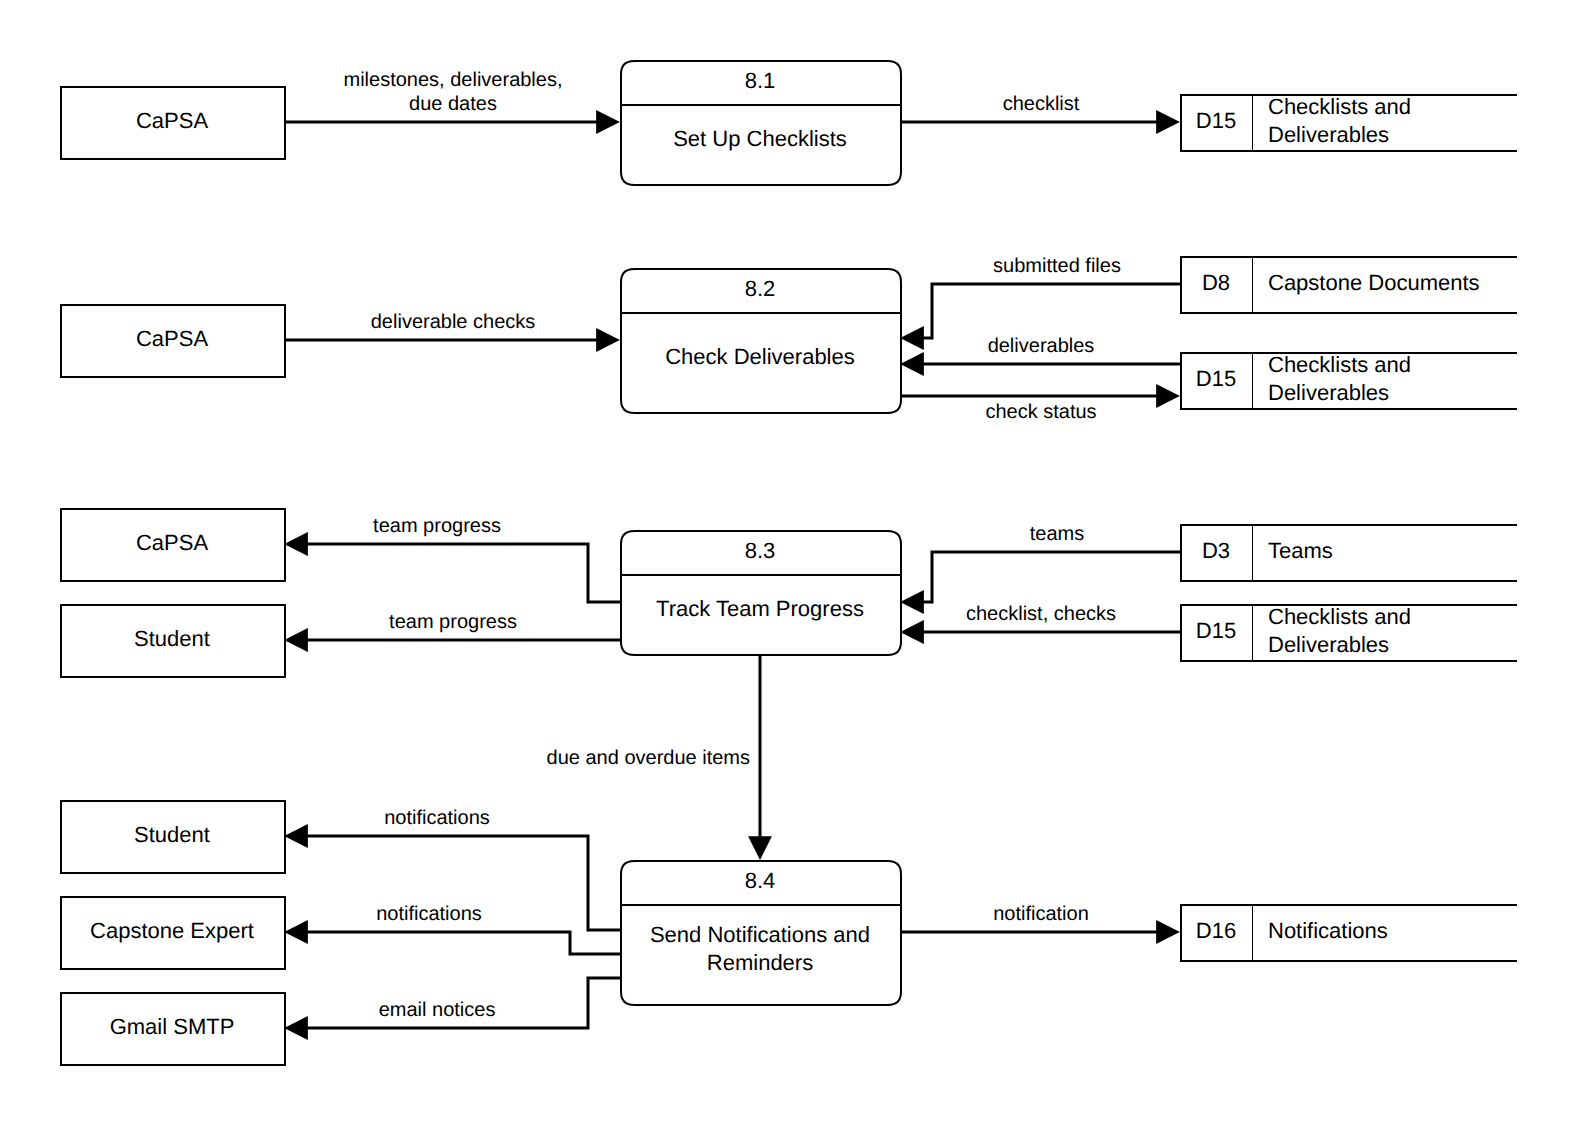 milestones, deliverables,
due dates
CaPSA
8.1
Set Up Checklists
checklist
D15
Checklists and
Deliverables
CaPSA
deliverable checks
8.2
Check Deliverables
submitted files
D8
Capstone Documents
deliverables
D15
Checklists and
Deliverables
check status
CaPSA
team progress
Student
team progress
8.3
Track Team Progress
teams
D3
Teams
checklist, checks
D15
Checklists and
Deliverables
due and overdue items
Student
notifications
Capstone Expert
notifications
Gmail SMTP
email notices
8.4
Send Notifications and
Reminders
notification
D16
Notifications